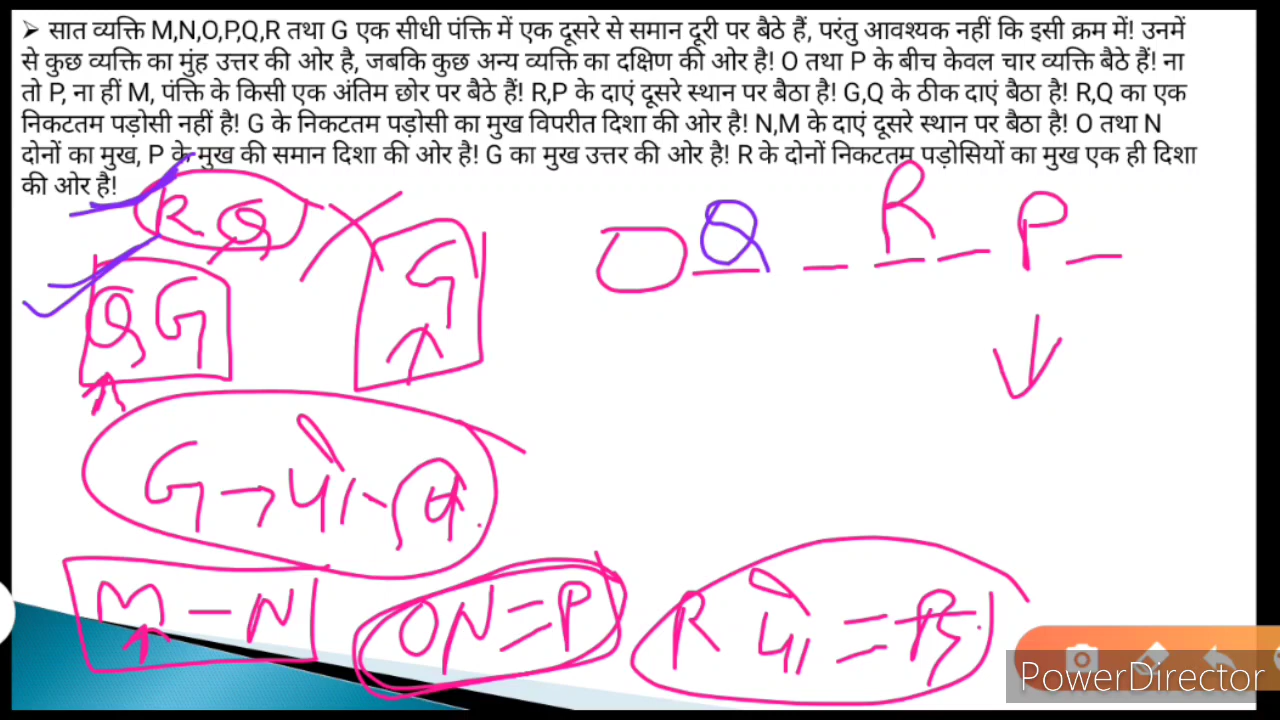 ➢ सात व्यक्ति M,N,O,P,Q,R तथा G एक सीधी पंक्ति में एक दूसरे से समान दूरी पर बैठे हैं, परंतु आवश्यक नहीं कि इसी क्रम में! उनमें
से कुछ व्यक्ति का मुंह उत्तर की ओर है, जबकि कुछ अन्य व्यक्ति का दक्षिण की ओर है! O तथा P के बीच केवल चार व्यक्ति बैठे हैं! ना
तो P, ना हीं M, पंक्ति के किसी एक अंतिम छोर पर बैठे हैं! R,P के दाएं दूसरे स्थान पर बैठा है! G,Q के ठीक दाएं बैठा है! R,Q का एक
निकटतम पड़ोसी नहीं है! G के निकटतम पड़ोसी का मुख विपरीत दिशा की ओर है! N,M के दाएं दूसरे स्थान पर बैठा है! O तथा N
दोनों का मुख, P के मुख की समान दिशा की ओर है! G का मुख उत्तर की ओर है! R के दोनों निकटतम पड़ोसियों का मुख एक ही दिशा
की ओर है!
R Q
O Q _ R _ P _
G
QG
G → पो-वि.
M - N
ON = P
R पो =
PowerDirector